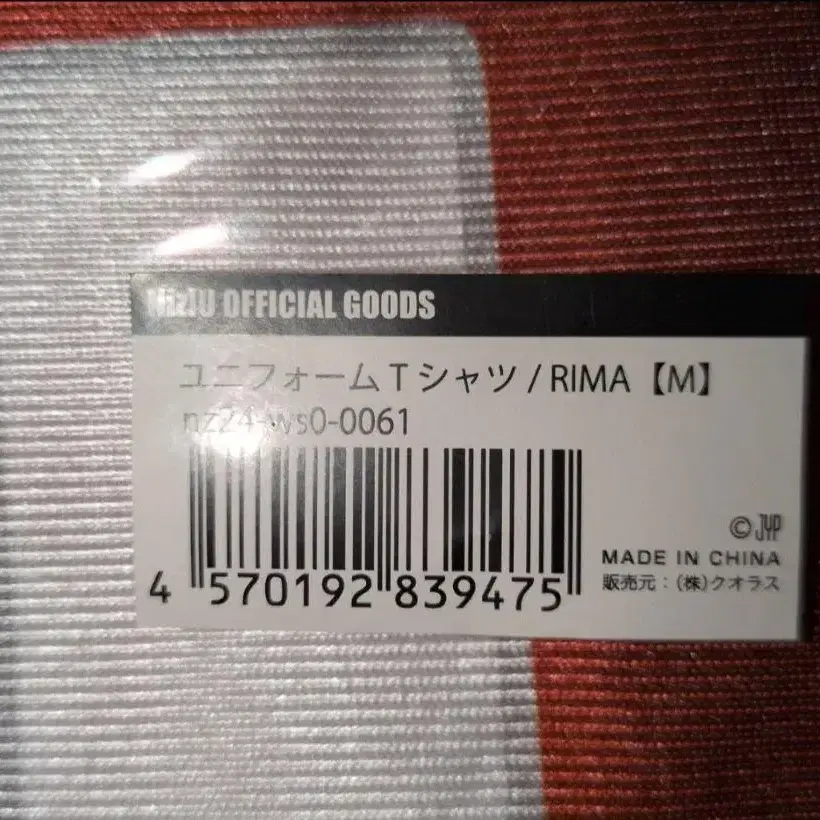 NiziU OFFICIAL GOODS
ユニフォームTシャツ/RIMA【M】
nz24-ws0-0061
4 570192 839475
©JYP
MADE IN CHINA
販売元:(株)クオラス